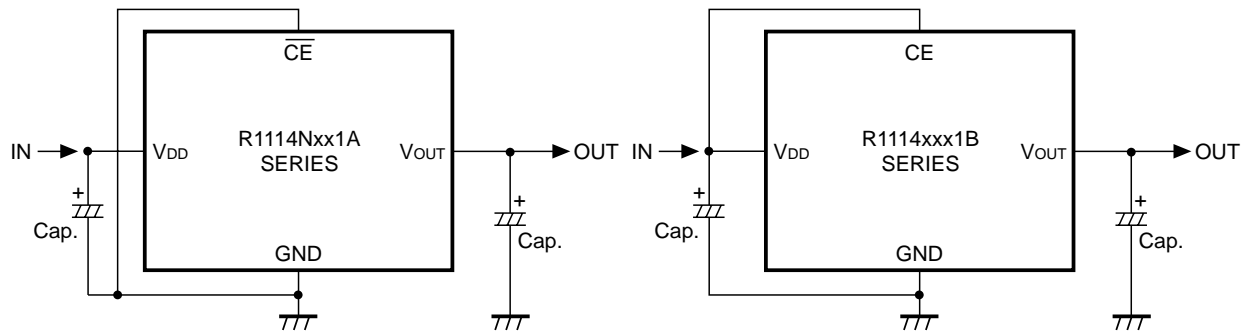 CE
R1114Nxx1A
SERIES
IN
VDD
VOUT
OUT
+
Cap.
+
Cap.
GND
CE
R1114xxx1B
SERIES
IN
VDD
VOUT
OUT
+
Cap.
+
Cap.
GND